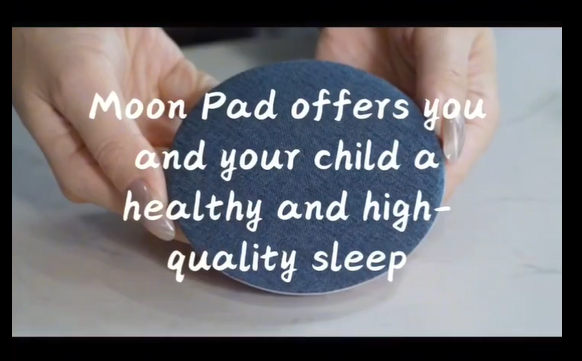 Moon Pad offers you
and your child a
healthy and high-
quality sleep